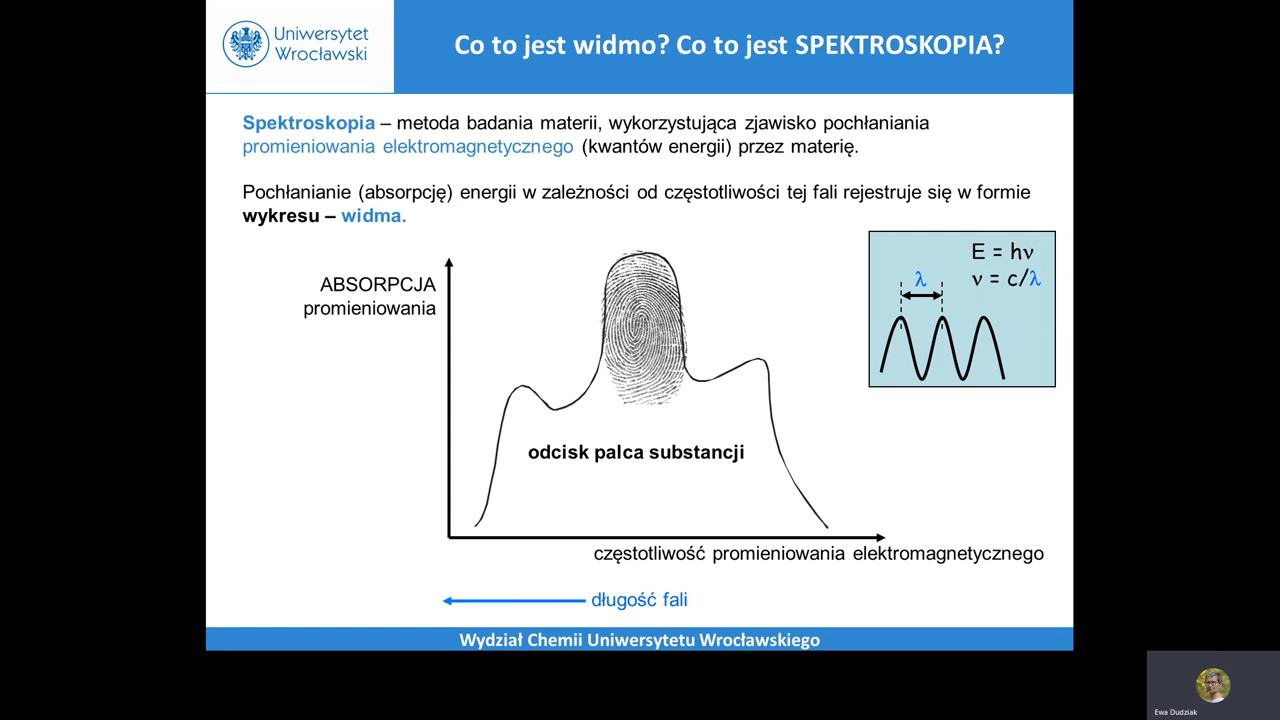 Uniwersytet
Wrocławski
Co to jest widmo? Co to jest SPEKTROSKOPIA?
Spektroskopia – metoda badania materii, wykorzystująca zjawisko pochłaniania
promieniowania elektromagnetycznego (kwantów energii) przez materię.
Pochłanianie (absorpcję) energii w zależności od częstotliwości tej fali rejestruje się w formie
wykresu – widma.
ABSORPCJA
promieniowania
E = hν
ν = c/λ
λ
odcisk palca substancji
częstotliwość promieniowania elektromagnetycznego
długość fali
Wydział Chemii Uniwersytetu Wrocławskiego
Ewa Dudziak